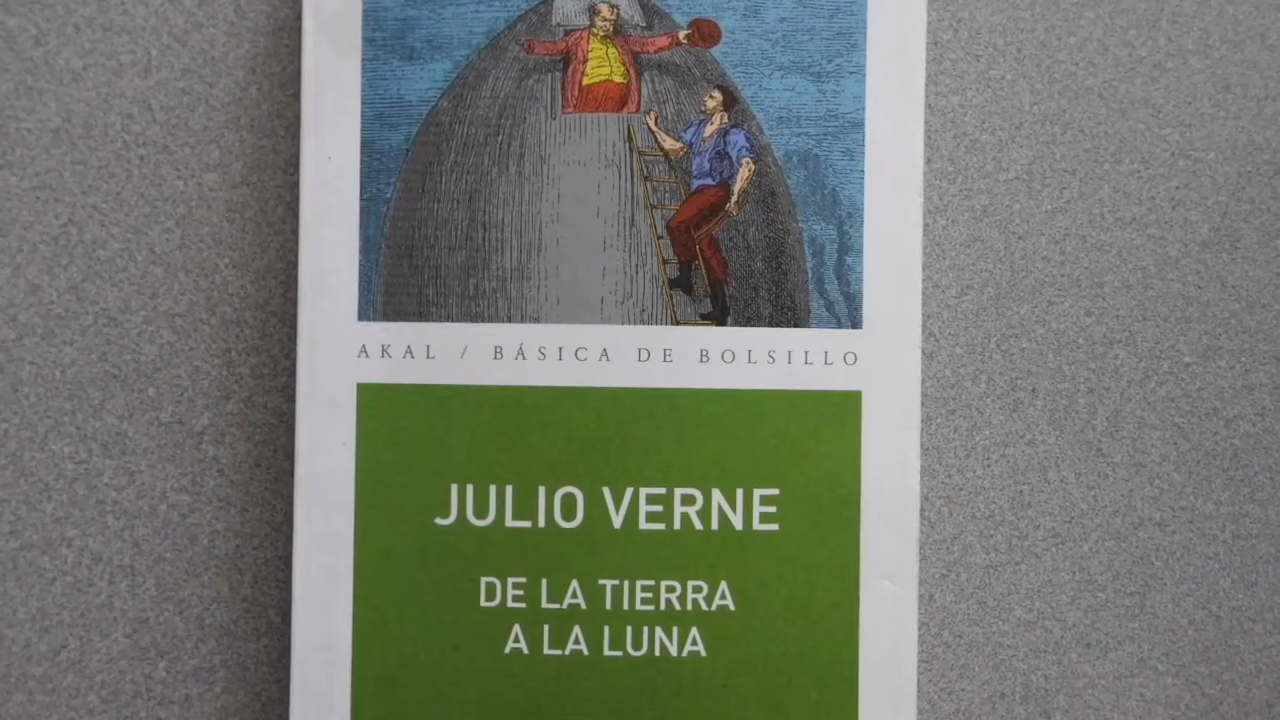 AKAL / BÁSICA DE BOLSILLO
JULIO VERNE
DE LA TIERRA
A LA LUNA